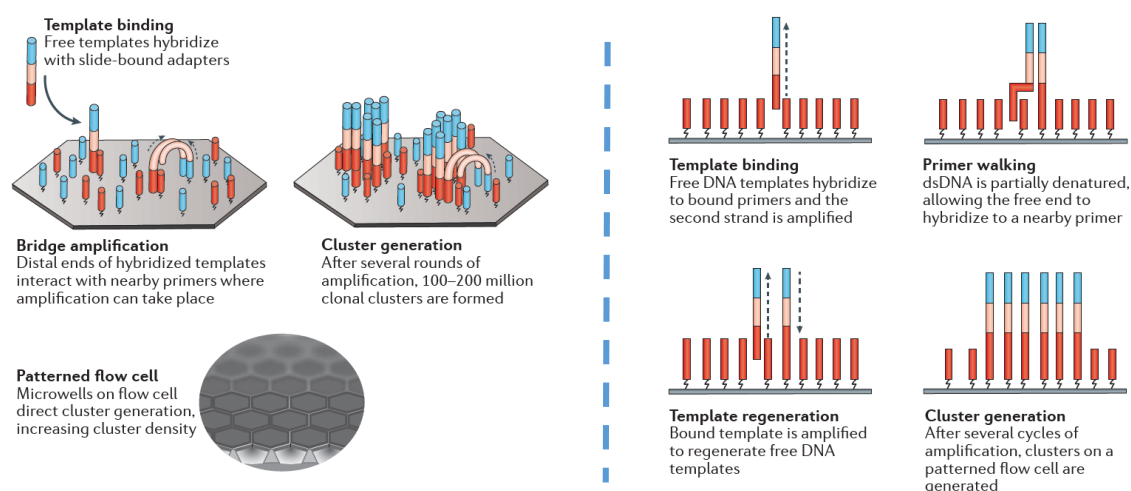 Template binding
Free templates hybridize
with slide-bound adapters
Bridge amplification
Distal ends of hybridized templates
interact with nearby primers where
amplification can take place
Cluster generation
After several rounds of
amplification, 100–200 million
clonal clusters are formed
Patterned flow cell
Microwells on flow cell
direct cluster generation,
increasing cluster density
Template binding
Free DNA templates hybridize
to bound primers and the
second strand is amplified
Primer walking
dsDNA is partially denatured,
allowing the free end to
hybridize to a nearby primer
Template regeneration
Bound template is amplified
to regenerate free DNA
templates
Cluster generation
After several cycles of
amplification, clusters on a
patterned flow cell are
generated